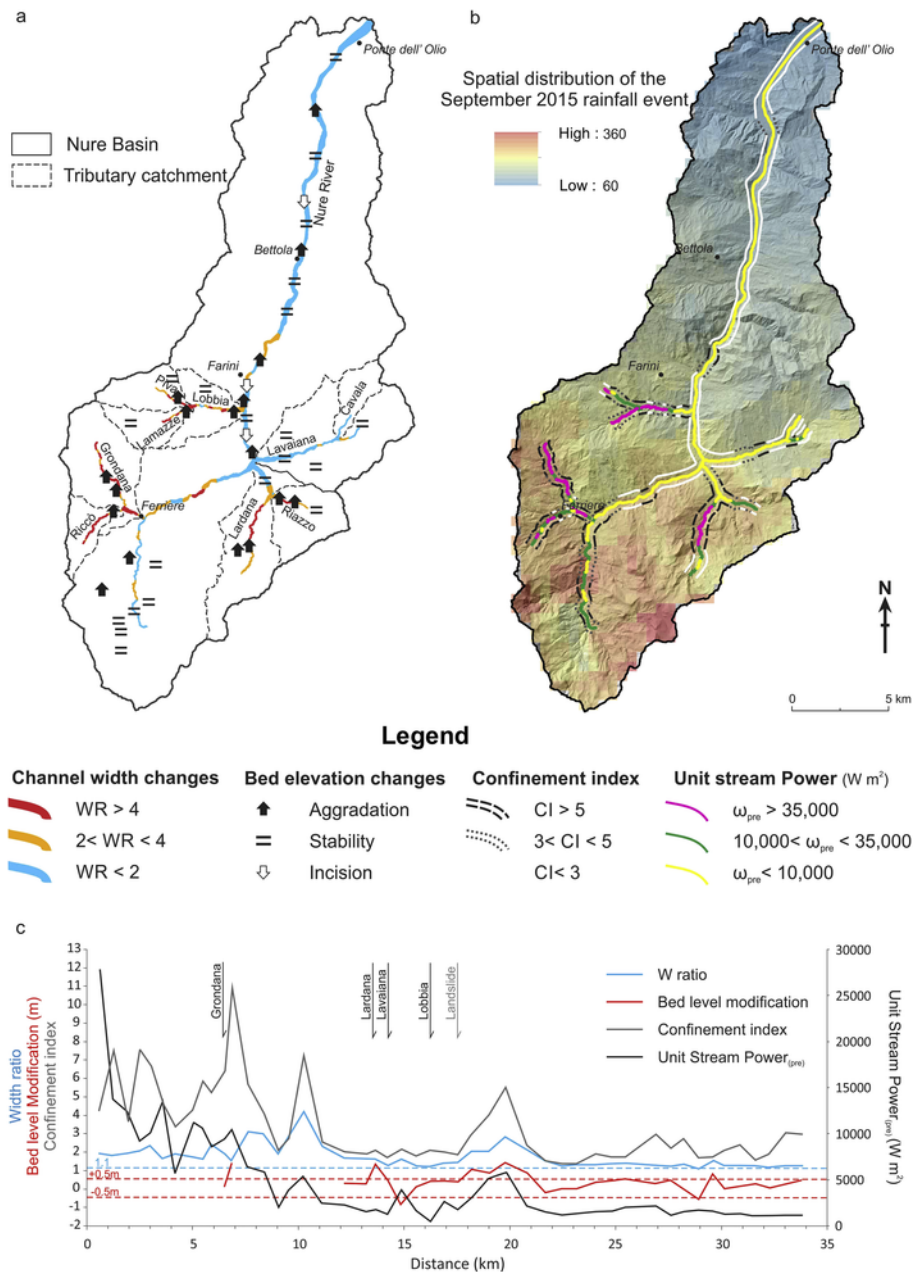 a
Ponte dell' Olio
Nure Basin
Tributary catchment
Nure River
Bettola
Farini
Lobbia
Lamazze
Cavala
Lavaiana
Grondana
Ferriere
Riccò
Lardana
Riazzo
b
Ponte dell' Olio
Spatial distribution of the
September 2015 rainfall event
High : 360
Low : 60
Bettola
Farini
Ferriere
N
0 5 km
Legend
Channel width changes
WR > 4
2< WR < 4
WR < 2
Bed elevation changes
Aggradation
Stability
Incision
Confinement index
CI > 5
3< CI < 5
CI< 3
Unit stream Power (W m²)
ωpre > 35,000
10,000< ωpre < 35,000
ωpre < 10,000
c
Width ratio
Bed level Modification (m)
Confinement index
13
12
11
10
9
8
7
6
5
4
3
2
1
0
-1
-2
1.1
+0.5m
-0.5m
Grondana
Lardana
Lavaiana
Lobbia
Landslide
W ratio
Bed level modification
Confinement index
Unit Stream Power(pre)
30000
25000
20000
15000
10000
5000
0
Unit Stream Power(pre) (W m²)
0 5 10 15 20 25 30 35
Distance (km)